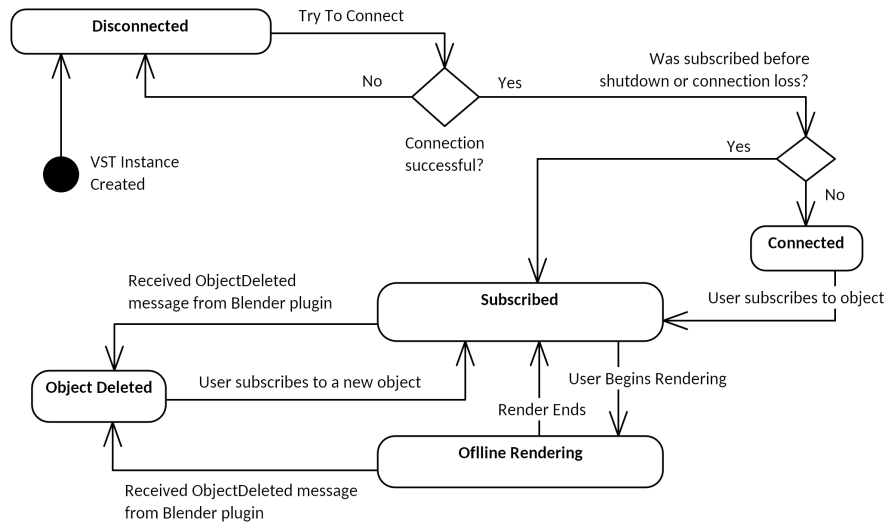 Try To Connect
Disconnected
Was subscribed before
shutdown or connection loss?
No
Yes
Connection
successful?
Yes
VST Instance
Created
No
Connected
Received ObjectDeleted
message from Blender plugin
Subscribed
User subscribes to object
Object Deleted
User subscribes to a new object
User Begins Rendering
Render Ends
Oflline Rendering
Received ObjectDeleted message
from Blender plugin